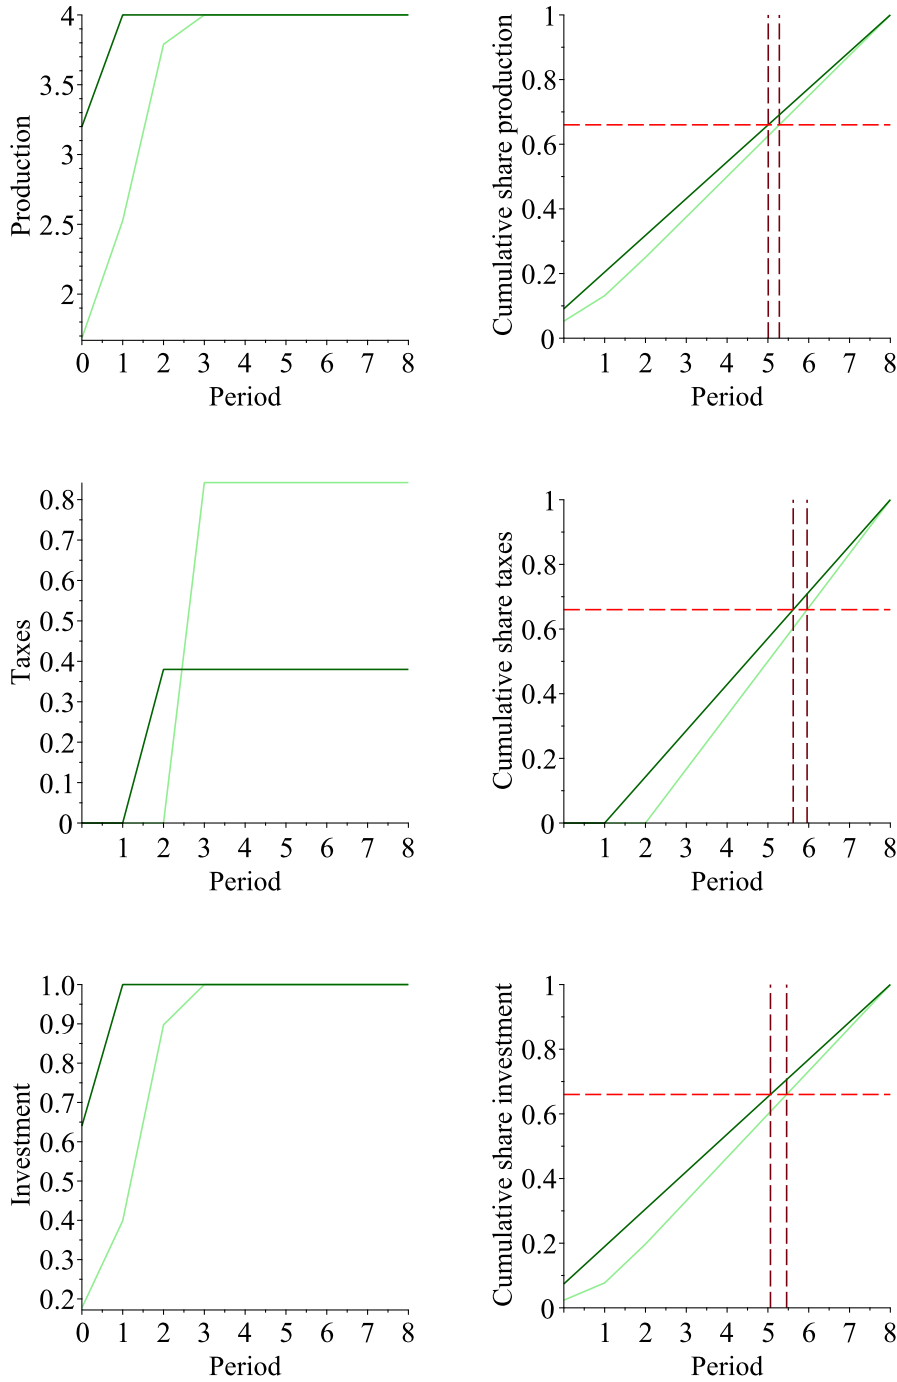 Production
4
3.5
3
2.5
2
0 1 2 3 4 5 6 7 8
Period
Cumulative share production
1
0.8
0.6
0.4
0.2
0
1 2 3 4 5 6 7 8
Period
Taxes
0.8
0.7
0.6
0.5
0.4
0.3
0.2
0.1
0
1 2 3 4 5 6 7 8
Period
Cumulative share taxes
1
0.8
0.6
0.4
0.2
0
1 2 3 4 5 6 7 8
Period
Investment
1.0
0.9
0.8
0.7
0.6
0.5
0.4
0.3
0.2
0 1 2 3 4 5 6 7 8
Period
Cumulative share investment
1
0.8
0.6
0.4
0.2
0
1 2 3 4 5 6 7 8
Period